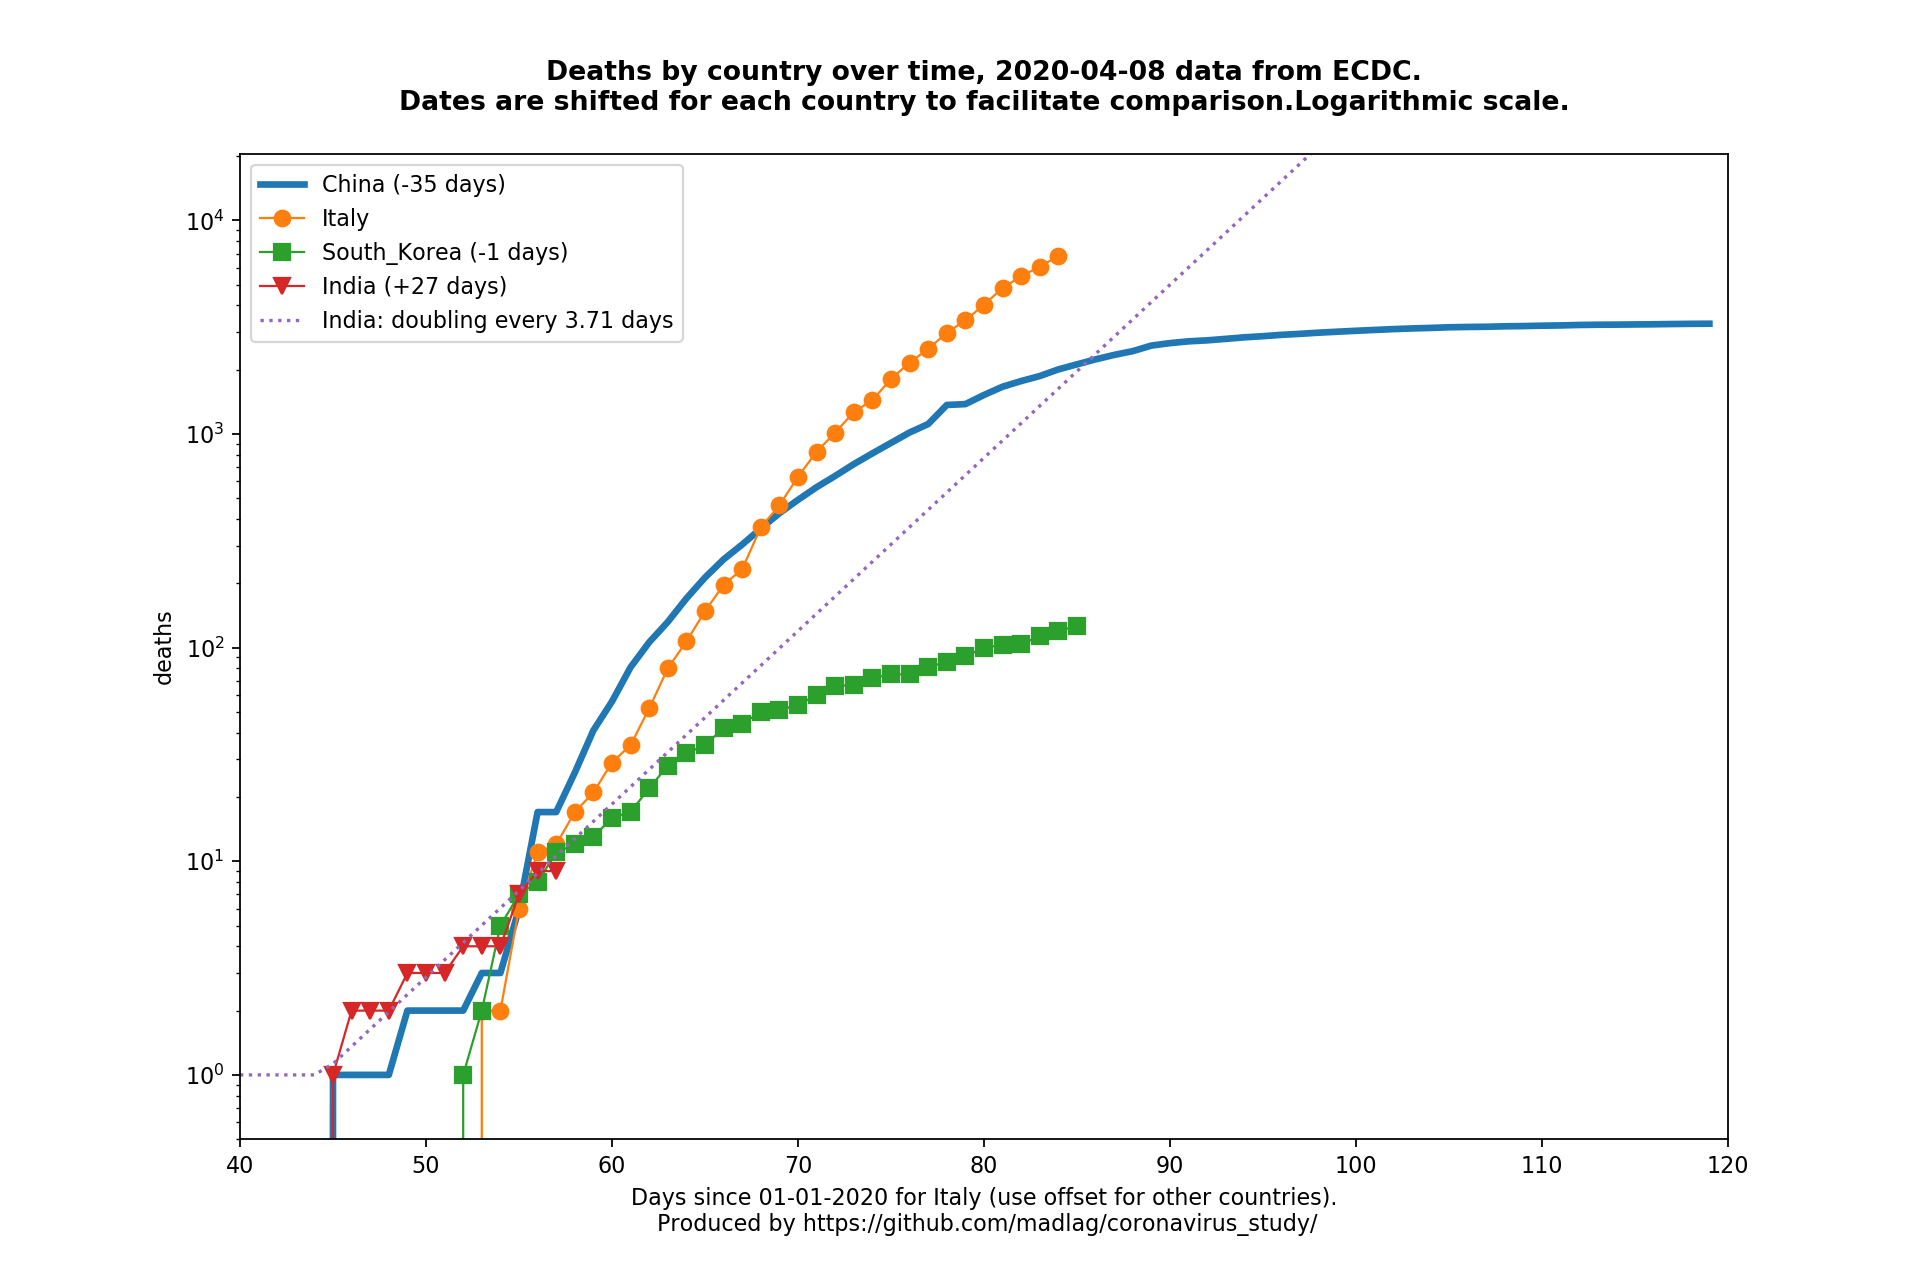 Deaths by country over time, 2020-04-08 data from ECDC.
Dates are shifted for each country to facilitate comparison.Logarithmic scale.
China (-35 days)
Italy
South_Korea (-1 days)
India (+27 days)
India: doubling every 3.71 days
10⁴
10³
10²
10¹
10⁰
deaths
40 50 60 70 80 90 100 110 120
Days since 01-01-2020 for Italy (use offset for other countries).
Produced by https://github.com/madlag/coronavirus_study/